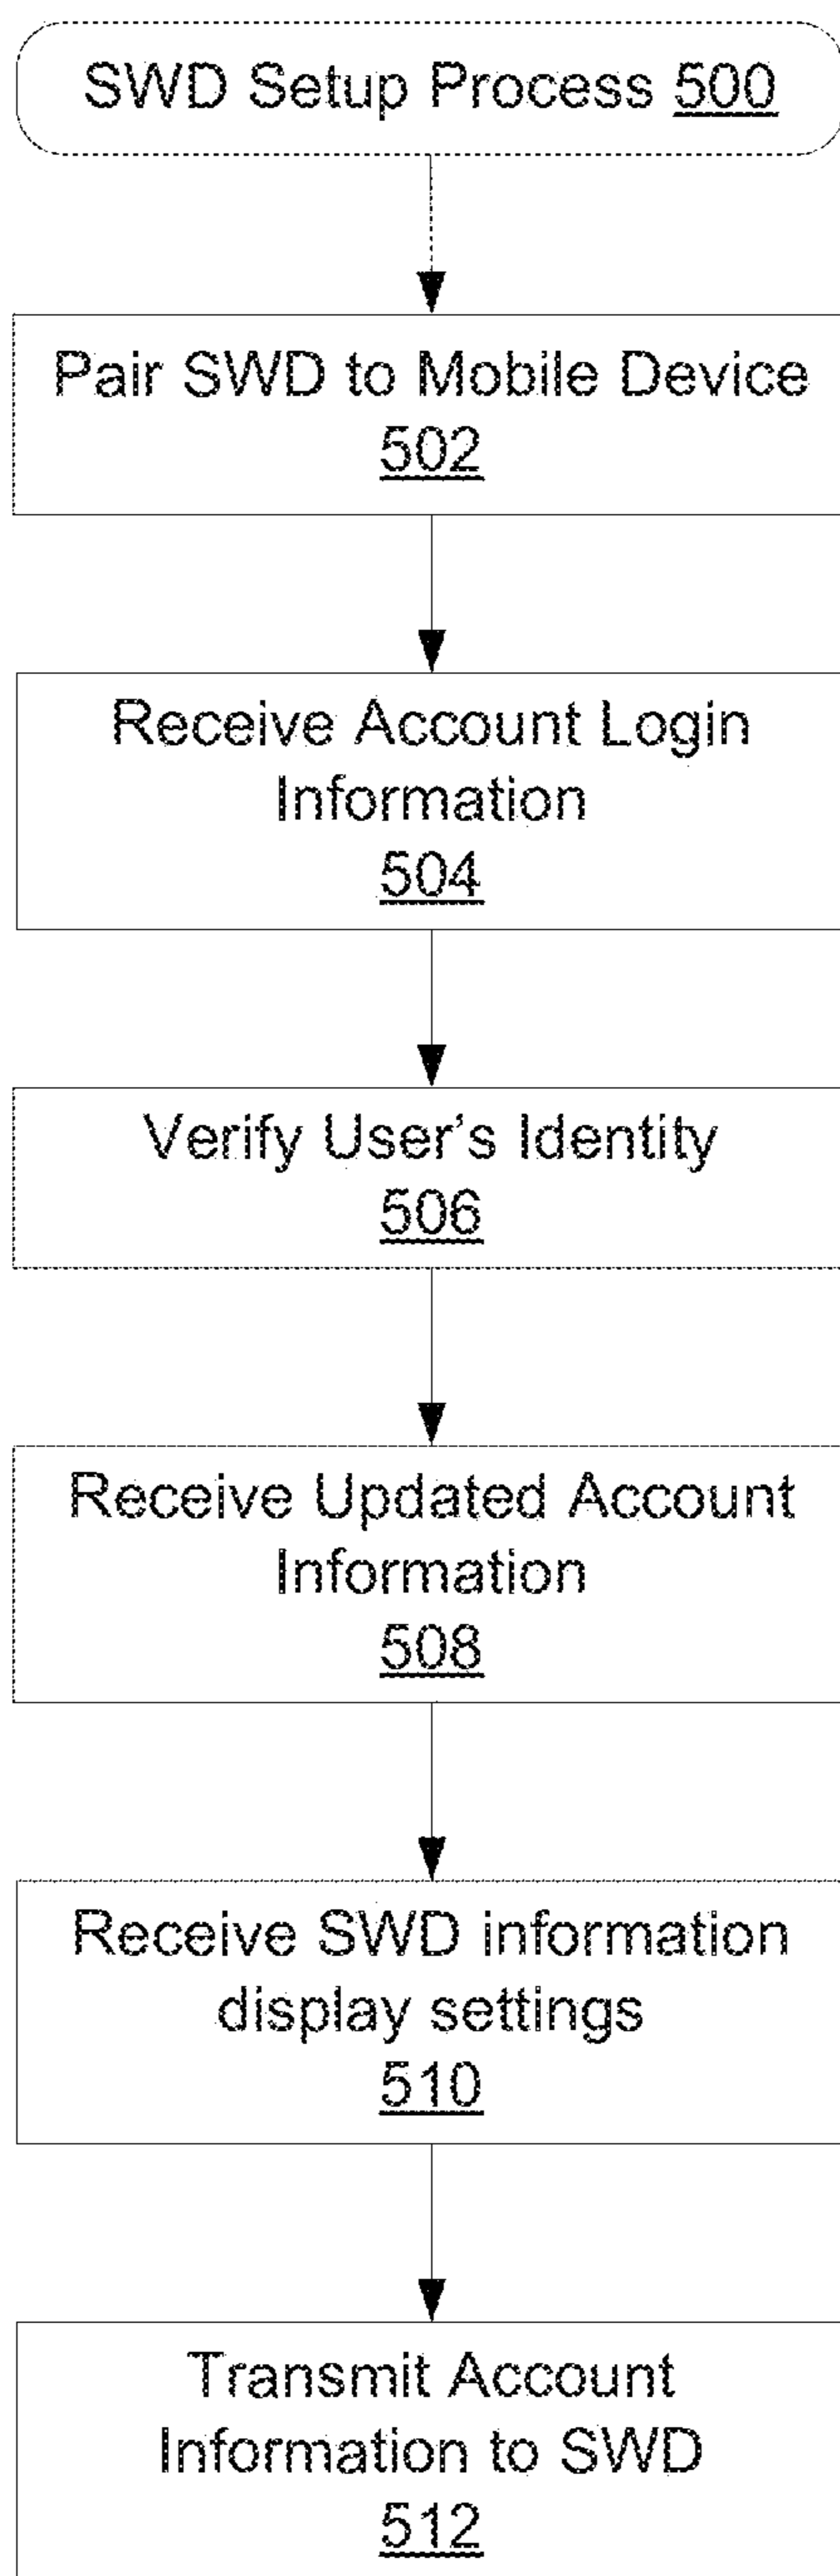 SWD Setup Process 500
Pair SWD to Mobile Device
502
Receive Account Login
Information
504
Verify User’s Identity
506
Receive Updated Account
Information
508
Receive SWD information
display settings
510
Transmit Account
Information to SWD
512